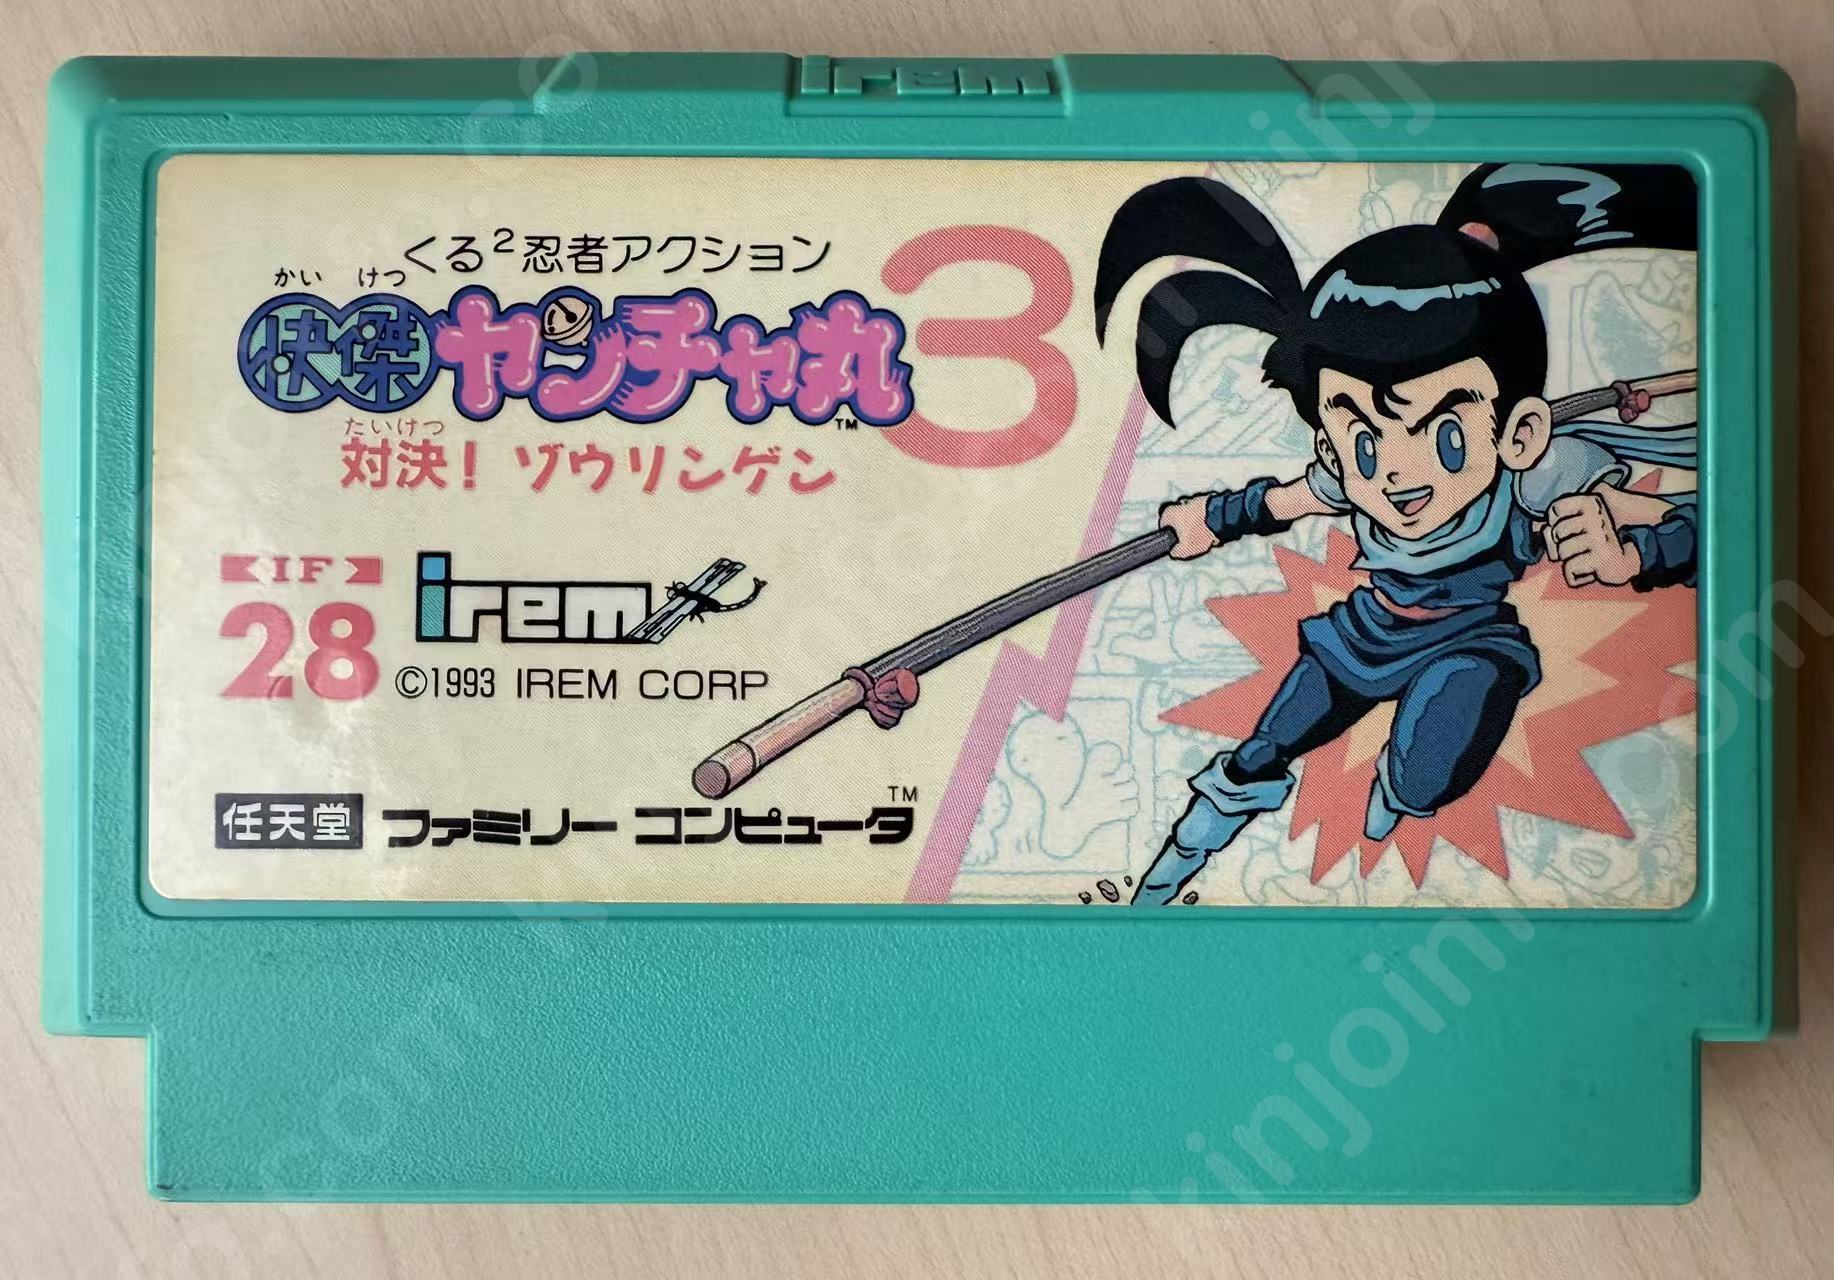 irem
くる²忍者アクション
かい けつ
快傑ヤンチャ丸3
TM
たいけつ
対決! ゾウリンゲン
IF
28
irem
©1993 IREM CORP
任天堂 ファミリー コンピュータ TM
kinjoinj
kinjoinj.com